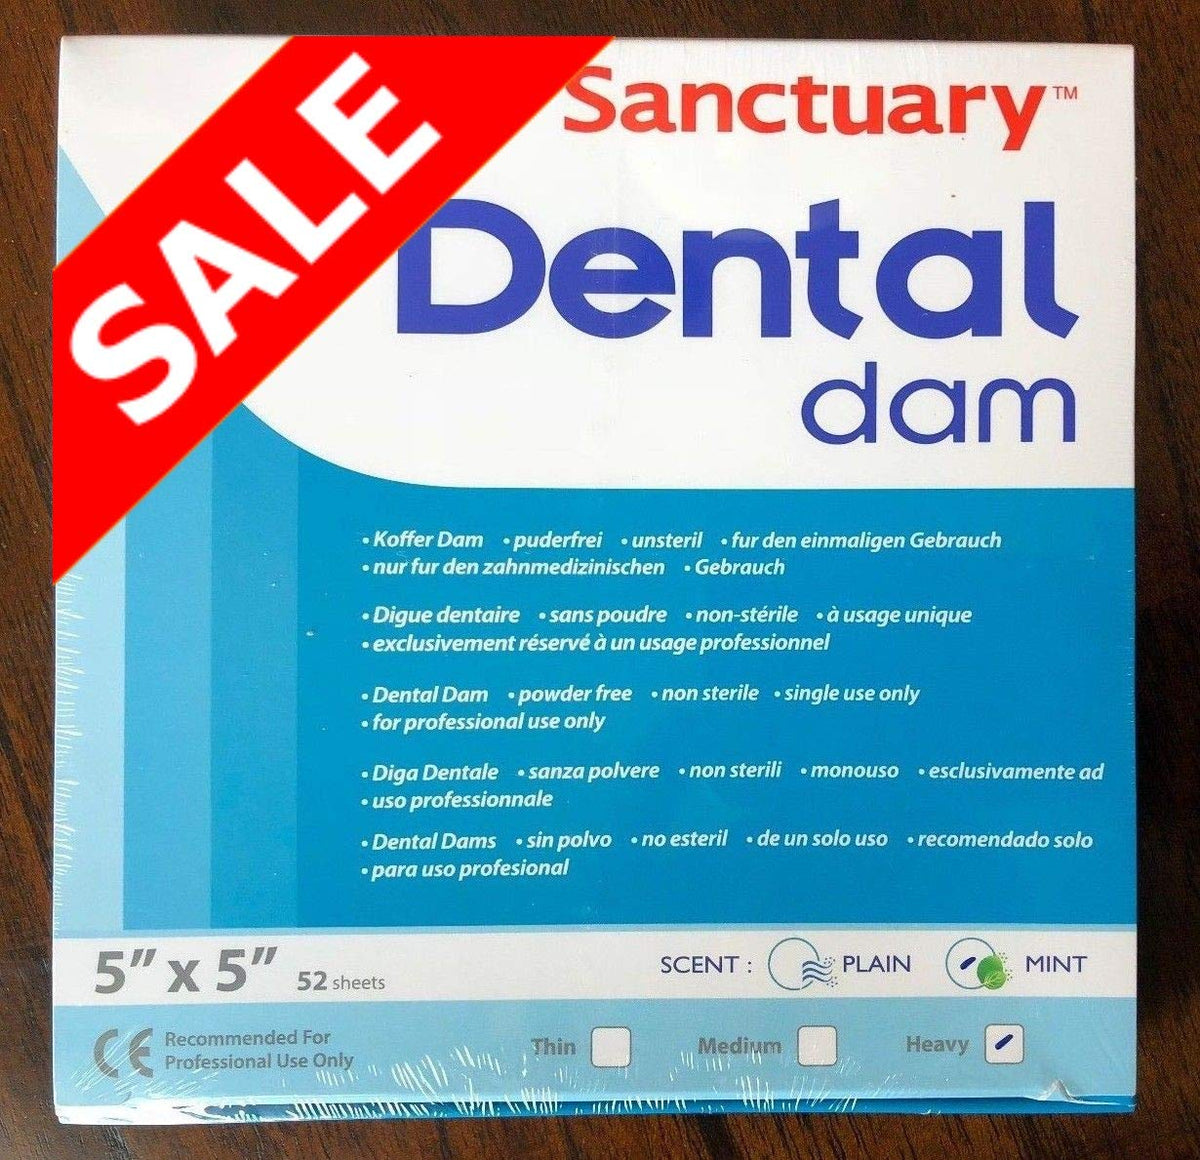 SALE
Sanctuary™
Dental
dam
• Koffer Dam • puderfrei • unsteril • fur den einmaligen Gebrauch
• nur fur den zahnmedizinischen • Gebrauch
• Digue dentaire • sans poudre • non-stérile • à usage unique
• exclusivement réservé à un usage professionnel
• Dental Dam • powder free • non sterile • single use only
• for professional use only
• Diga Dentale • sanza polvere • non sterili • monouso • esclusivamente ad
• uso professionnale
• Dental Dams • sin polvo • no esteril • de un solo uso • recomendado solo
• para uso profesional
5” x 5” 52 sheets SCENT : PLAIN MINT
CE Recommended For
Professional Use Only
Thin Medium Heavy